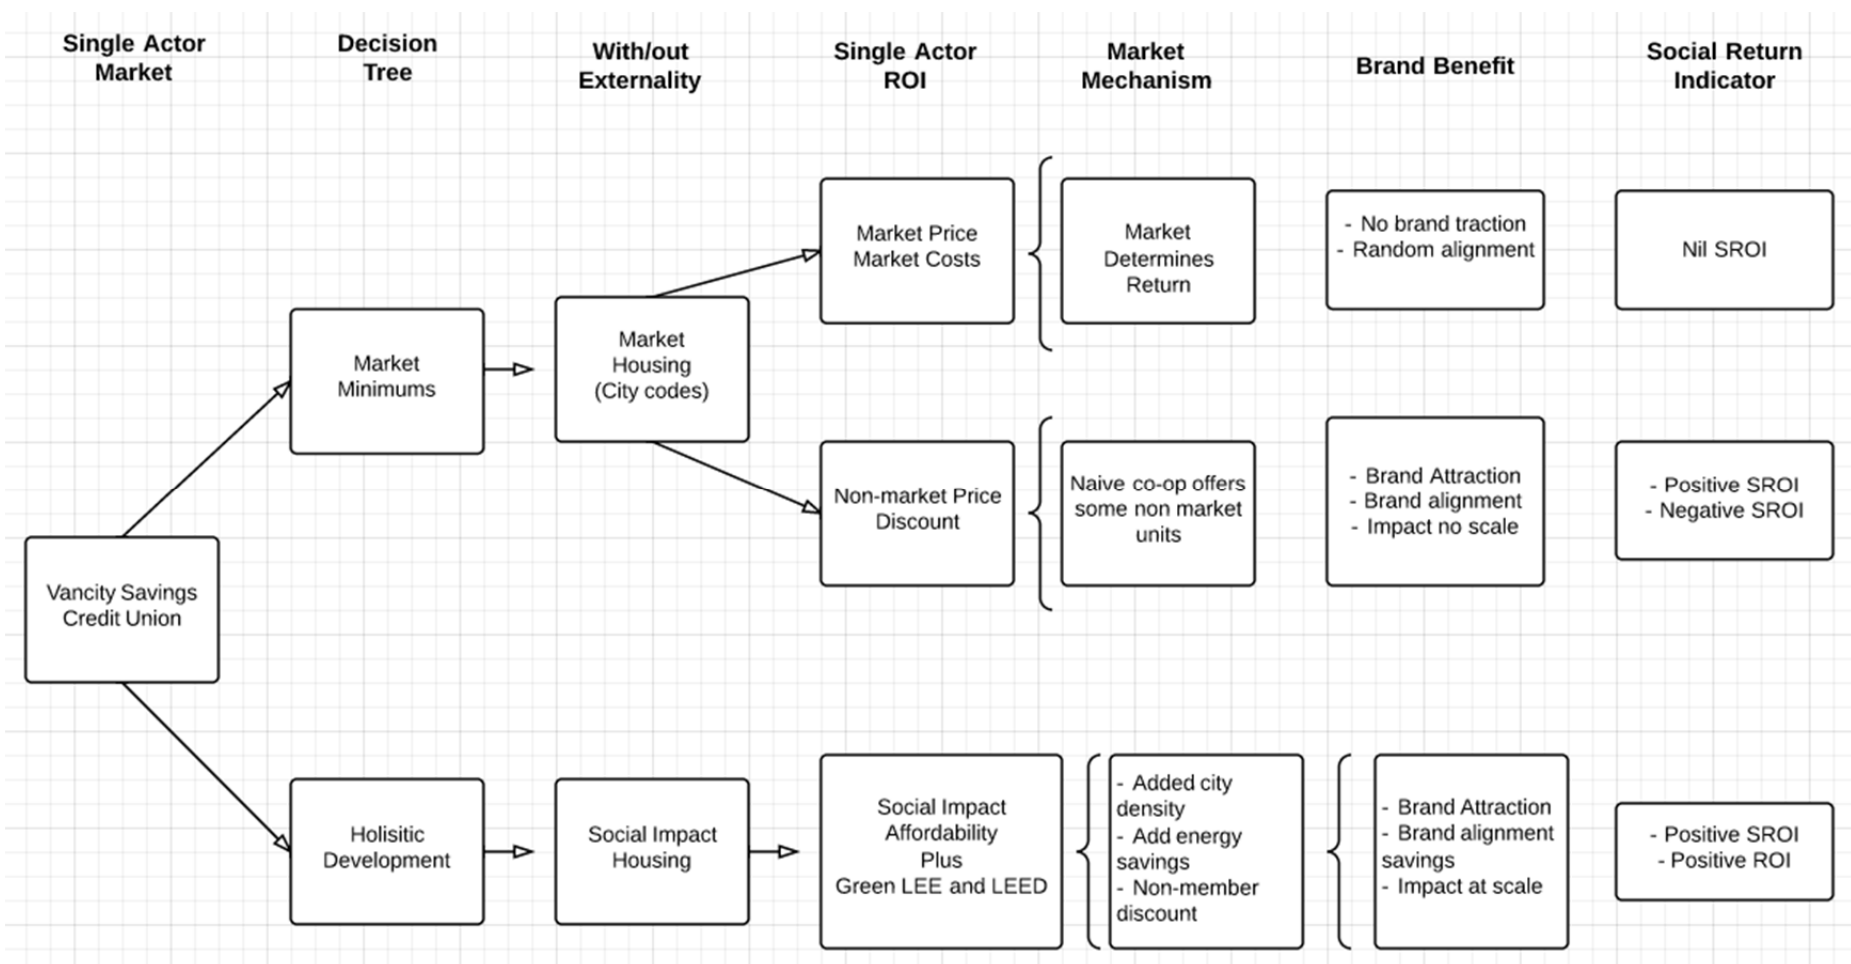 Single Actor
Market
Decision
Tree
With/out
Externality
Single Actor
ROI
Market
Mechanism
Brand Benefit
Social Return
Indicator
Market Price
Market Costs
Market
Determines
Return
- No brand traction
- Random alignment
Nil SROI
Market
Minimums
Market
Housing
(City codes)
Non-market Price
Discount
Naive co-op offers
some non market
units
- Brand Attraction
- Brand alignment
- Impact no scale
- Positive SROI
- Negative SROI
Vancity Savings
Credit Union
Holisitic
Development
Social Impact
Housing
Social Impact
Affordability
Plus
Green LEE and LEED
- Added city
density
- Add energy
savings
- Non-member
discount
- Brand Attraction
- Brand alignment
savings
- Impact at scale
- Positive SROI
- Positive ROI